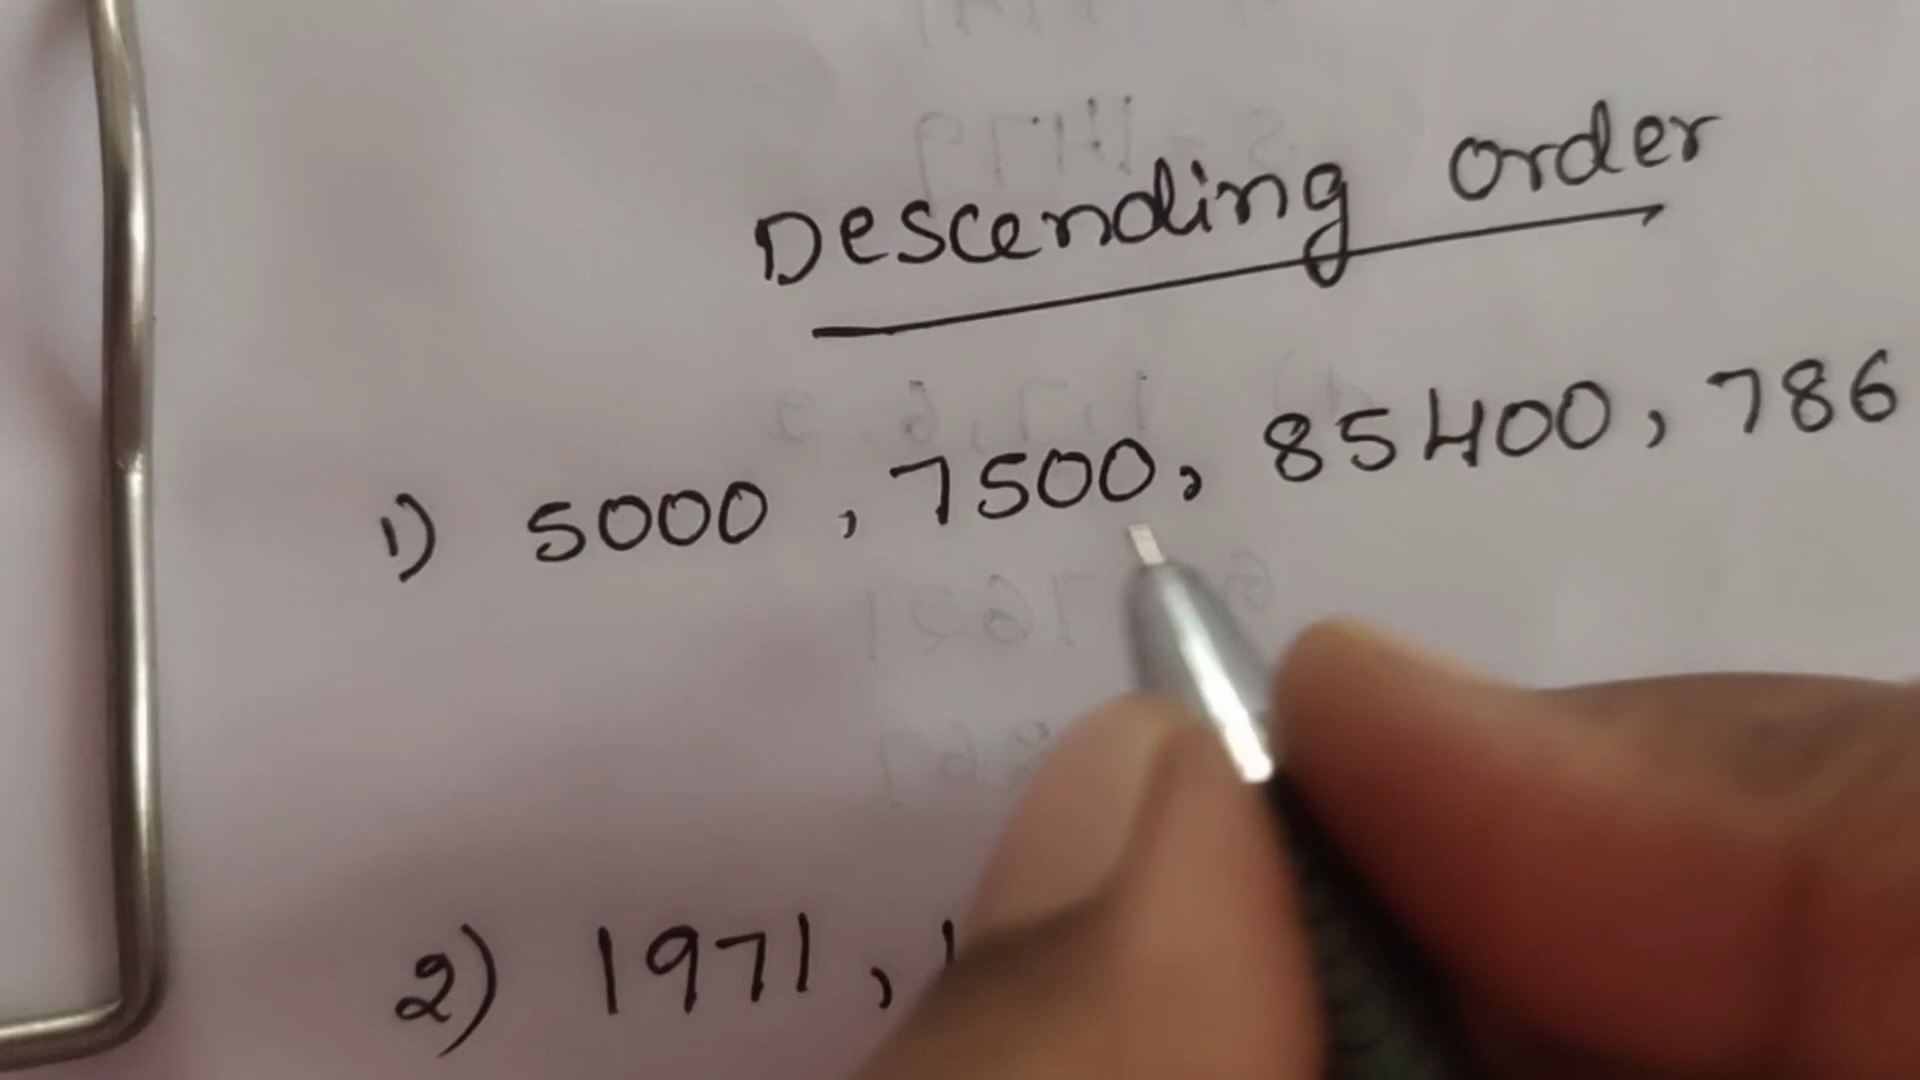 Descending order
1) 5000, 7500, 85400, 786
2) 1971,